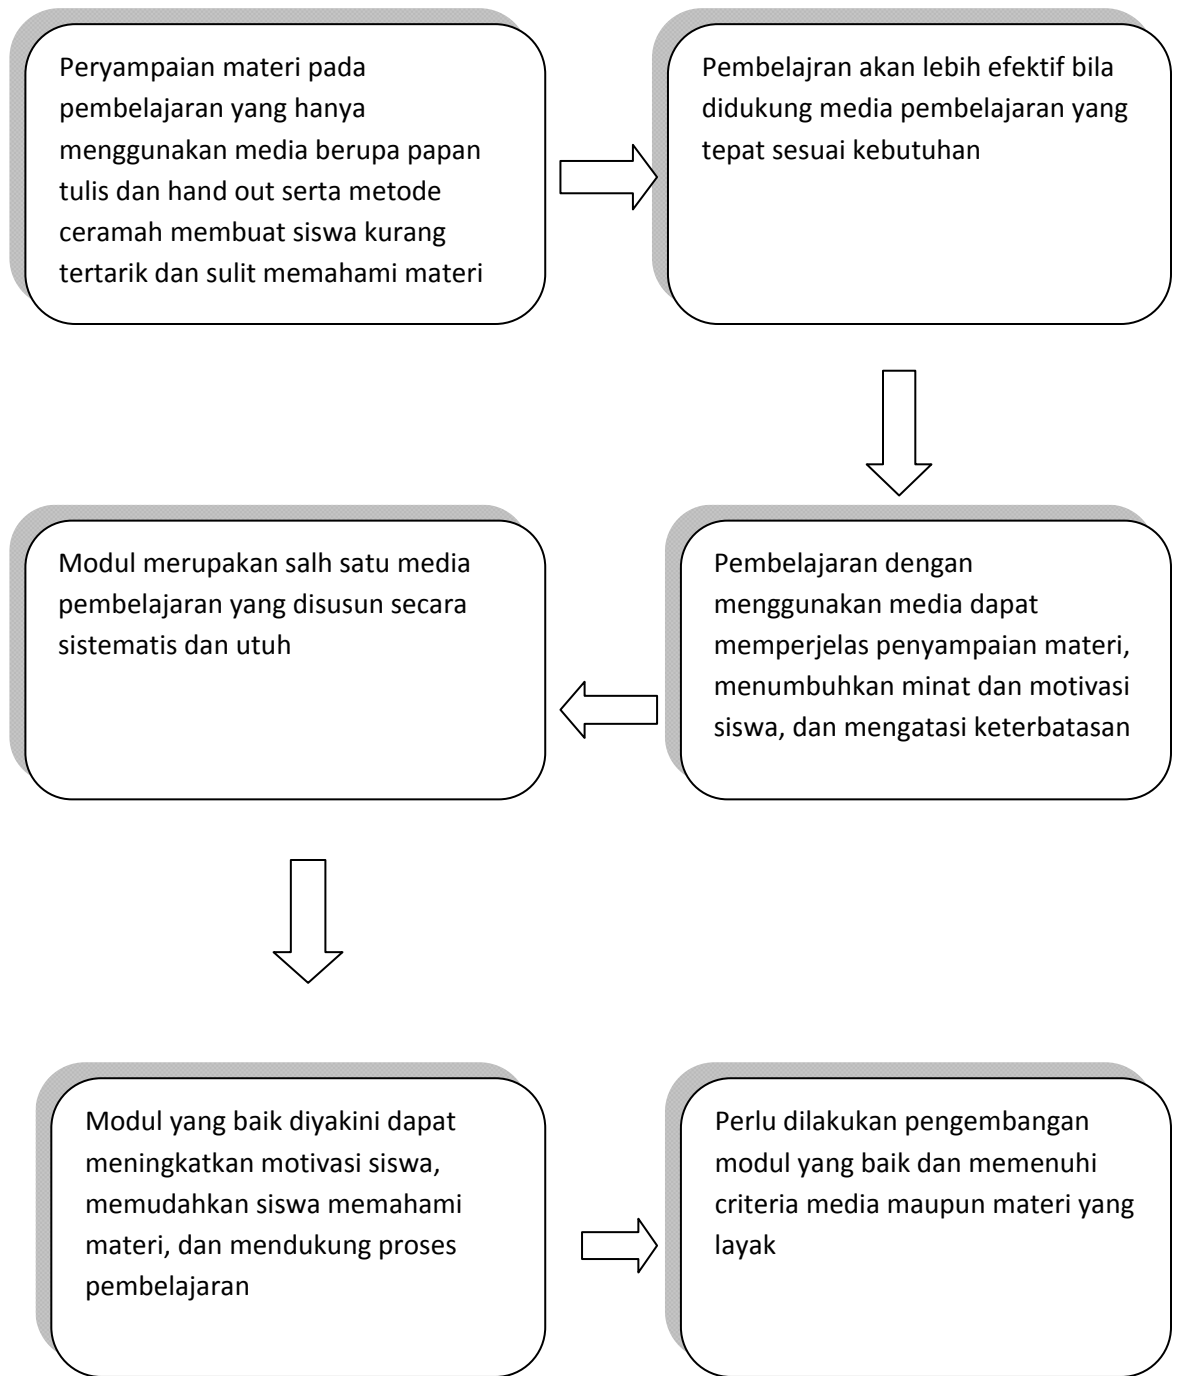 Peryampaian materi pada
pembelajaran yang hanya
menggunakan media berupa papan
tulis dan hand out serta metode
ceramah membuat siswa kurang
tertarik dan sulit memahami materi
Pembelajran akan lebih efektif bila
didukung media pembelajaran yang
tepat sesuai kebutuhan
Pembelajaran dengan
menggunakan media dapat
memperjelas penyampaian materi,
menumbuhkan minat dan motivasi
siswa, dan mengatasi keterbatasan
Modul merupakan salh satu media
pembelajaran yang disusun secara
sistematis dan utuh
Modul yang baik diyakini dapat
meningkatkan motivasi siswa,
memudahkan siswa memahami
materi, dan mendukung proses
pembelajaran
Perlu dilakukan pengembangan
modul yang baik dan memenuhi
criteria media maupun materi yang
layak